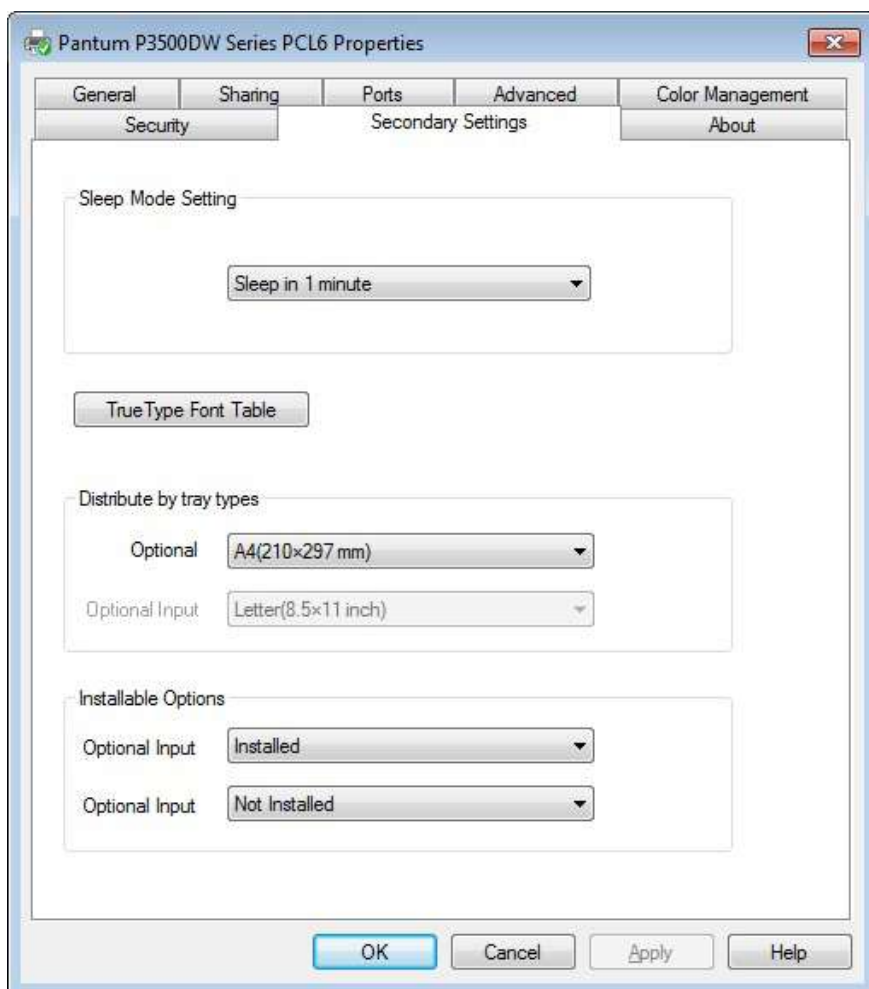 Pantum P3500DW Series PCL6 Properties
General Sharing Ports Advanced Color Management
Security Secondary Settings About
Sleep Mode Setting
Sleep in 1 minute
TrueType Font Table
Distribute by tray types
Optional A4(210×297 mm)
Optional Input Letter(8.5×11 inch)
Installable Options
Optional Input Installed
Optional Input Not Installed
OK Cancel Apply Help